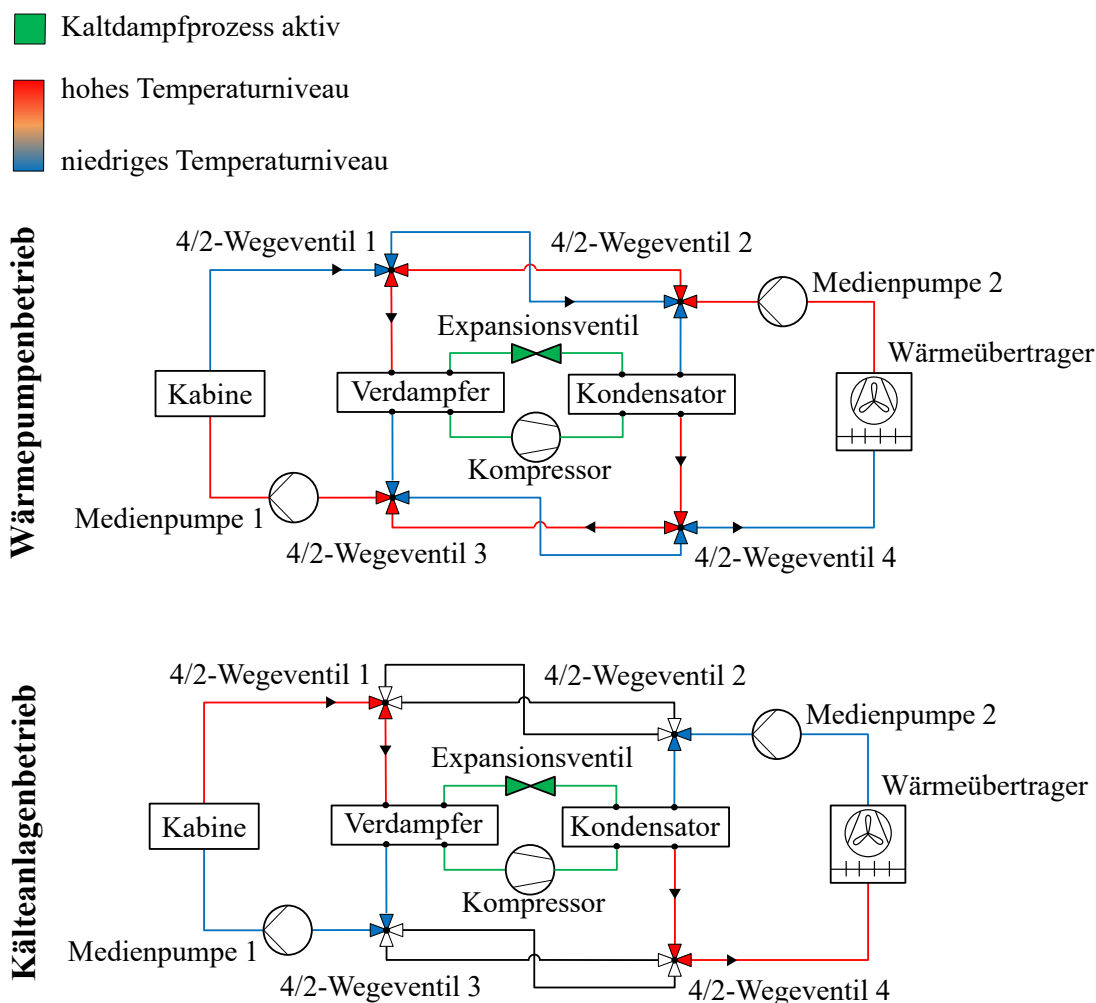 Kaltdampfprozess aktiv
hohes Temperaturniveau
niedriges Temperaturniveau
Wärmepumpenbetrieb
4/2-Wegeventil 1
4/2-Wegeventil 2
Medienpumpe 2
Expansionsventil
Wärmeübertrager
Kabine
Verdampfer
Kondensator
Kompressor
Medienpumpe 1
4/2-Wegeventil 3
4/2-Wegeventil 4
Kälteanlagenbetrieb
4/2-Wegeventil 1
4/2-Wegeventil 2
Medienpumpe 2
Expansionsventil
Wärmeübertrager
Kabine
Verdampfer
Kondensator
Kompressor
Medienpumpe 1
4/2-Wegeventil 3
4/2-Wegeventil 4